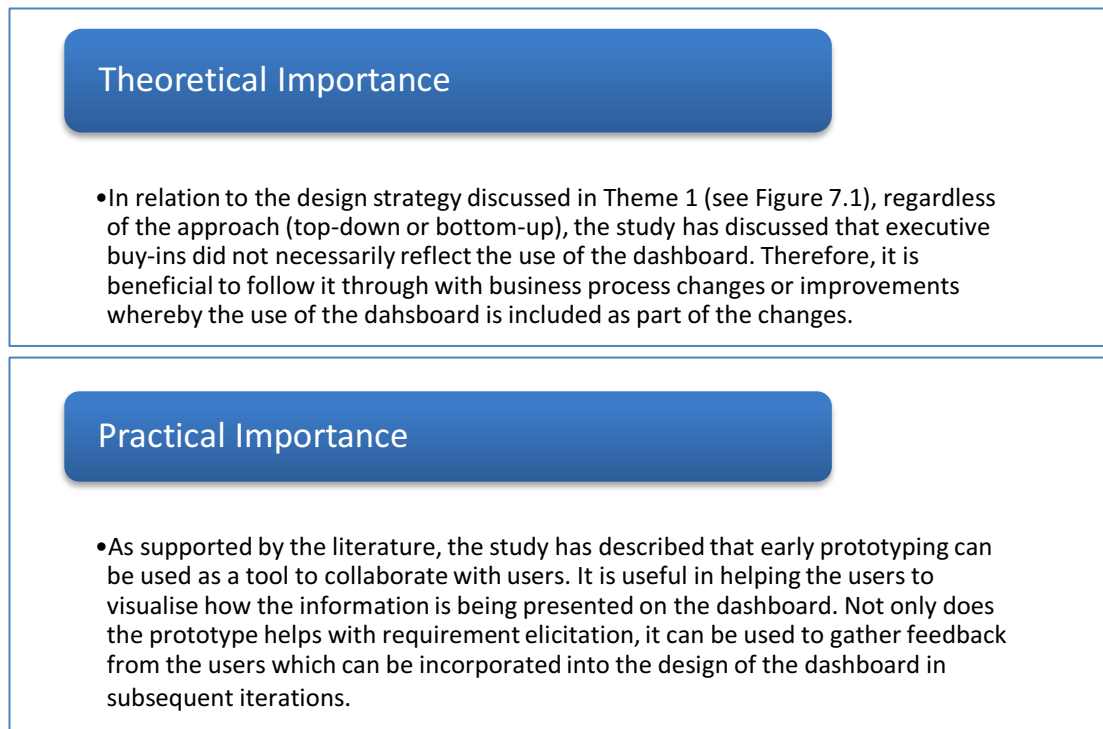 Theoretical Importance
•In relation to the design strategy discussed in Theme 1 (see Figure 7.1), regardless
of the approach (top-down or bottom-up), the study has discussed that executive
buy-ins did not necessarily reflect the use of the dashboard. Therefore, it is
beneficial to follow it through with business process changes or improvements
whereby the use of the dahsboard is included as part of the changes.
Practical Importance
•As supported by the literature, the study has described that early prototyping can
be used as a tool to collaborate with users. It is useful in helping the users to
visualise how the information is being presented on the dashboard. Not only does
the prototype helps with requirement elicitation, it can be used to gather feedback
from the users which can be incorporated into the design of the dashboard in
subsequent iterations.